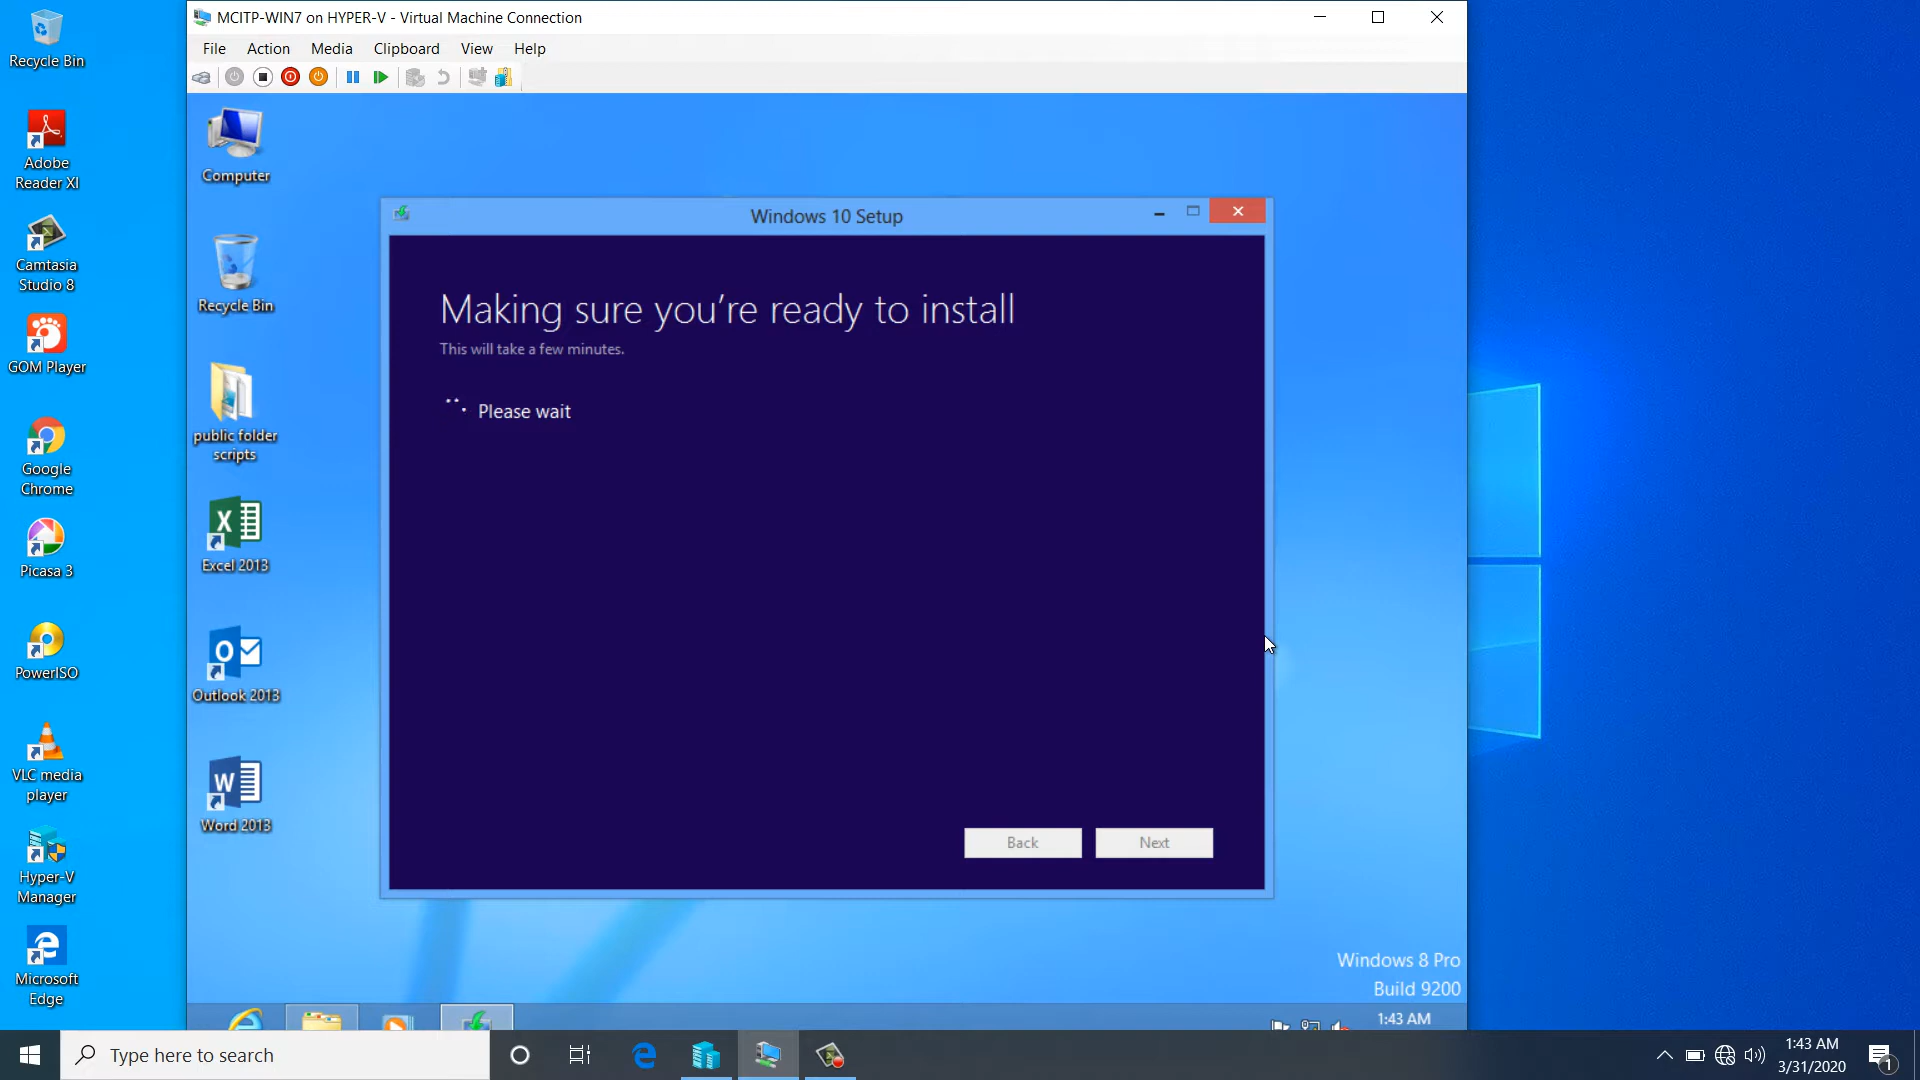 MCITP-WIN7 on HYPER-V - Virtual Machine Connection
File Action Media Clipboard View Help
Recycle Bin
Adobe
Reader XI
Camtasia
Studio 8
GOM Player
Google
Chrome
Picasa 3
PowerISO
VLC media
player
Hyper-V
Manager
Microsoft
Edge
Computer
Recycle Bin
public folder
scripts
Excel 2013
Outlook 2013
Word 2013
Windows 10 Setup
Making sure you're ready to install
This will take a few minutes.
Please wait
Back
Next
Windows 8 Pro
Build 9200
1:43 AM
Type here to search
1:43 AM
3/31/2020
1